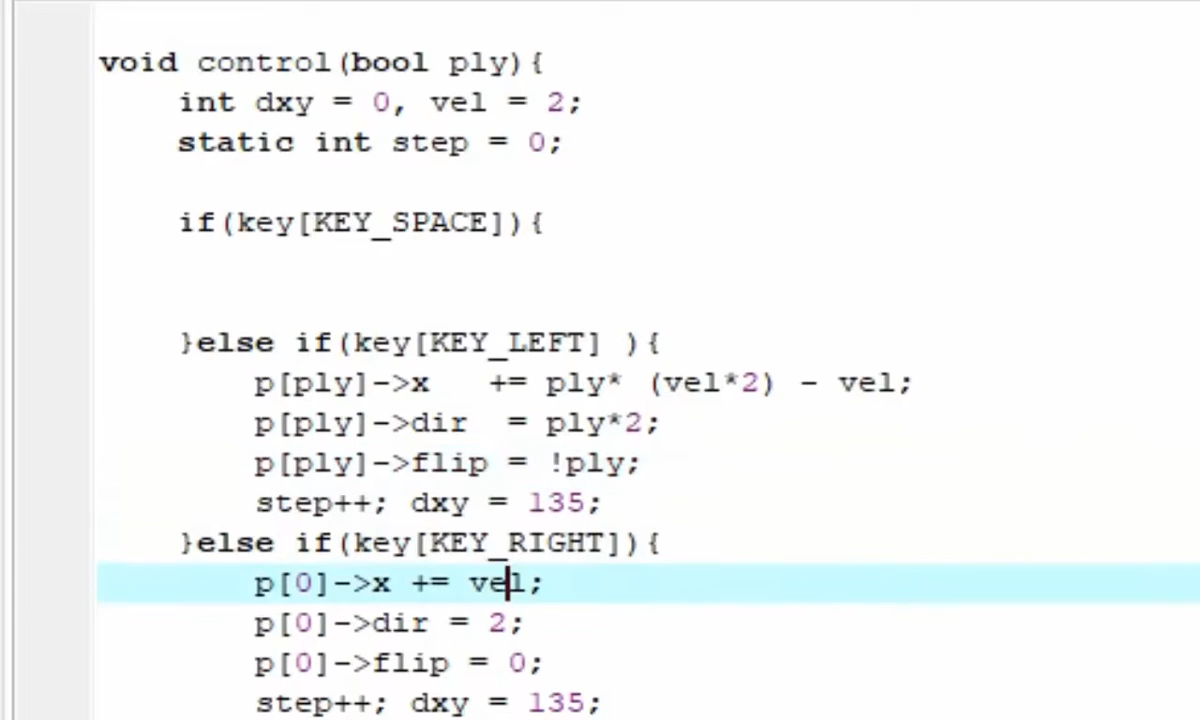 void control(bool ply){
    int dxy = 0, vel = 2;
    static int step = 0;

    if(key[KEY_SPACE]){


    }else if(key[KEY_LEFT] ){
        p[ply]->x   += ply* (vel*2) - vel;
        p[ply]->dir  = ply*2;
        p[ply]->flip = !ply;
        step++; dxy = 135;
    }else if(key[KEY_RIGHT]){
        p[0]->x += vel;
        p[0]->dir = 2;
        p[0]->flip = 0;
        step++; dxy = 135;